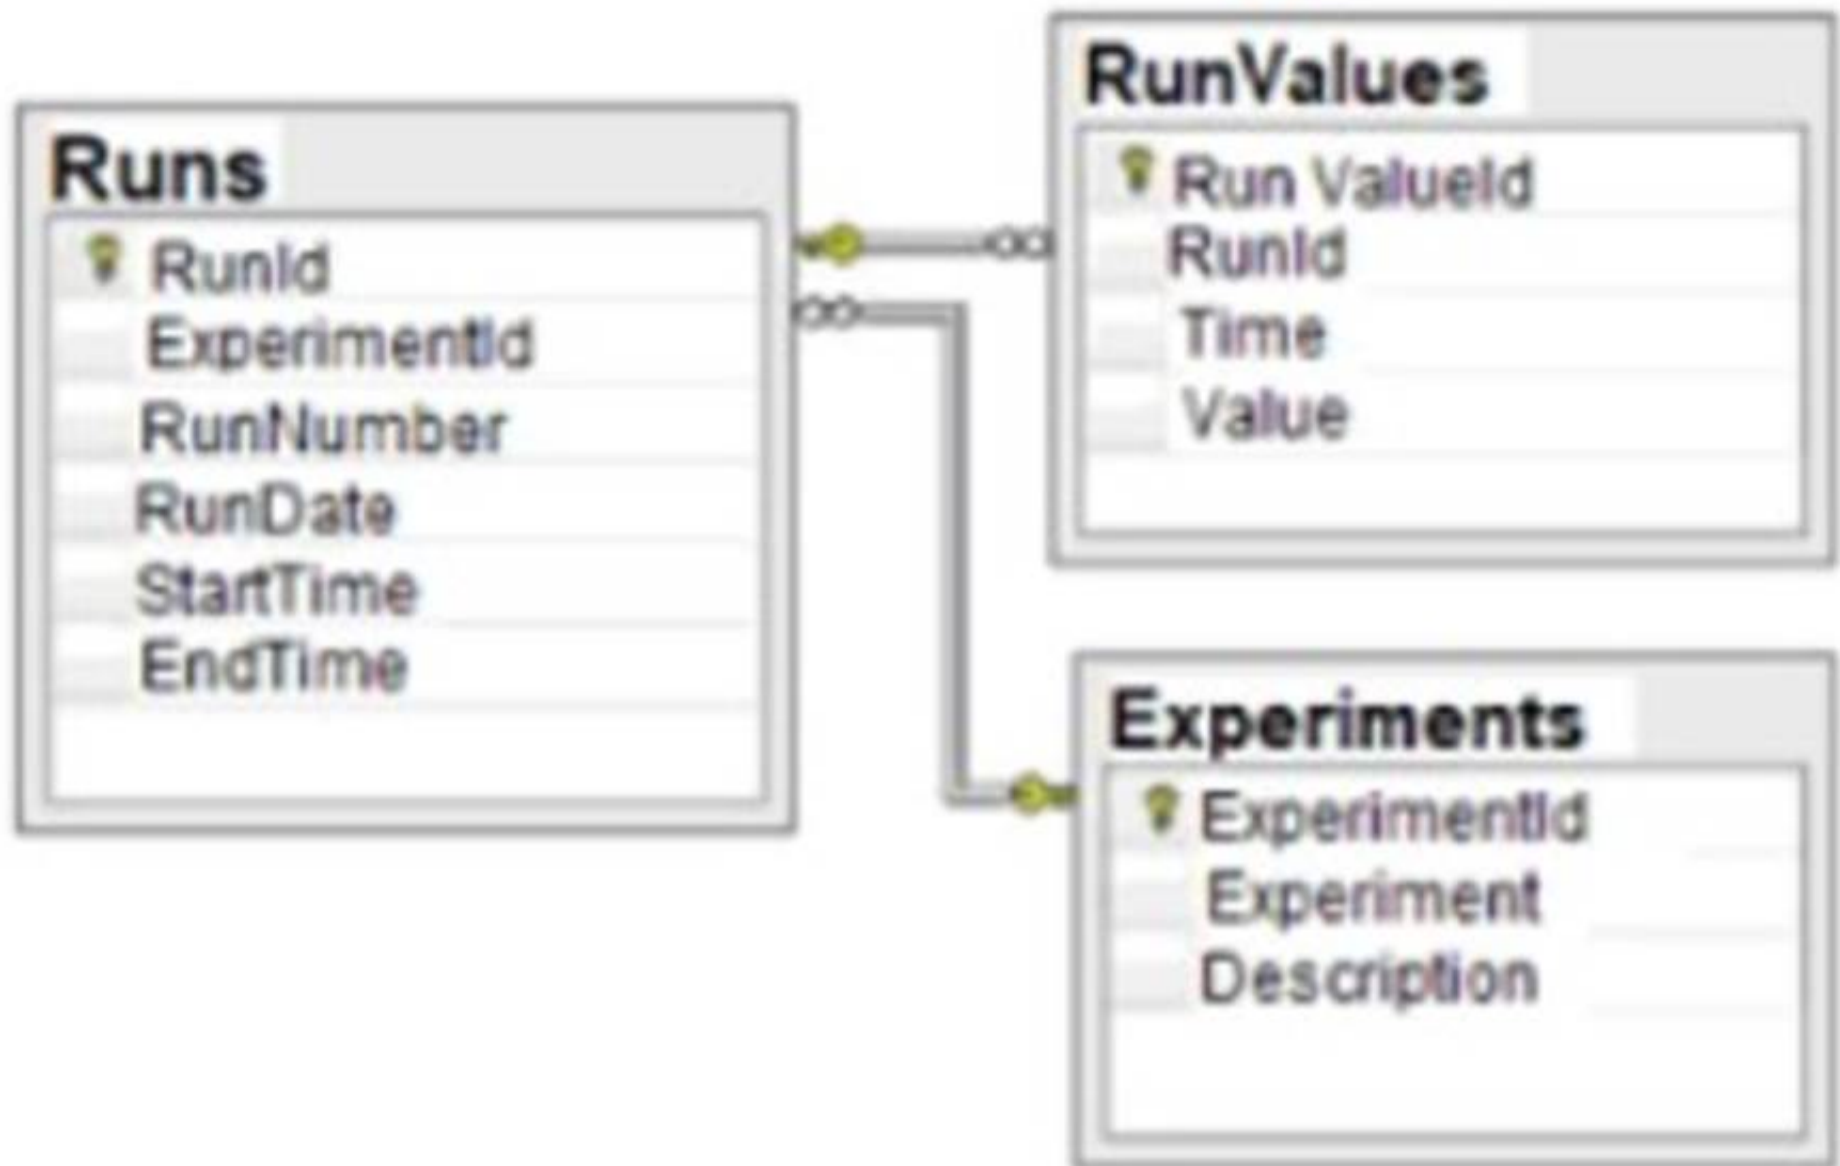 Runs
RunId
ExperimentId
RunNumber
RunDate
StartTime
EndTime
RunValues
Run ValueId
RunId
Time
Value
Experiments
ExperimentId
Experiment
Description